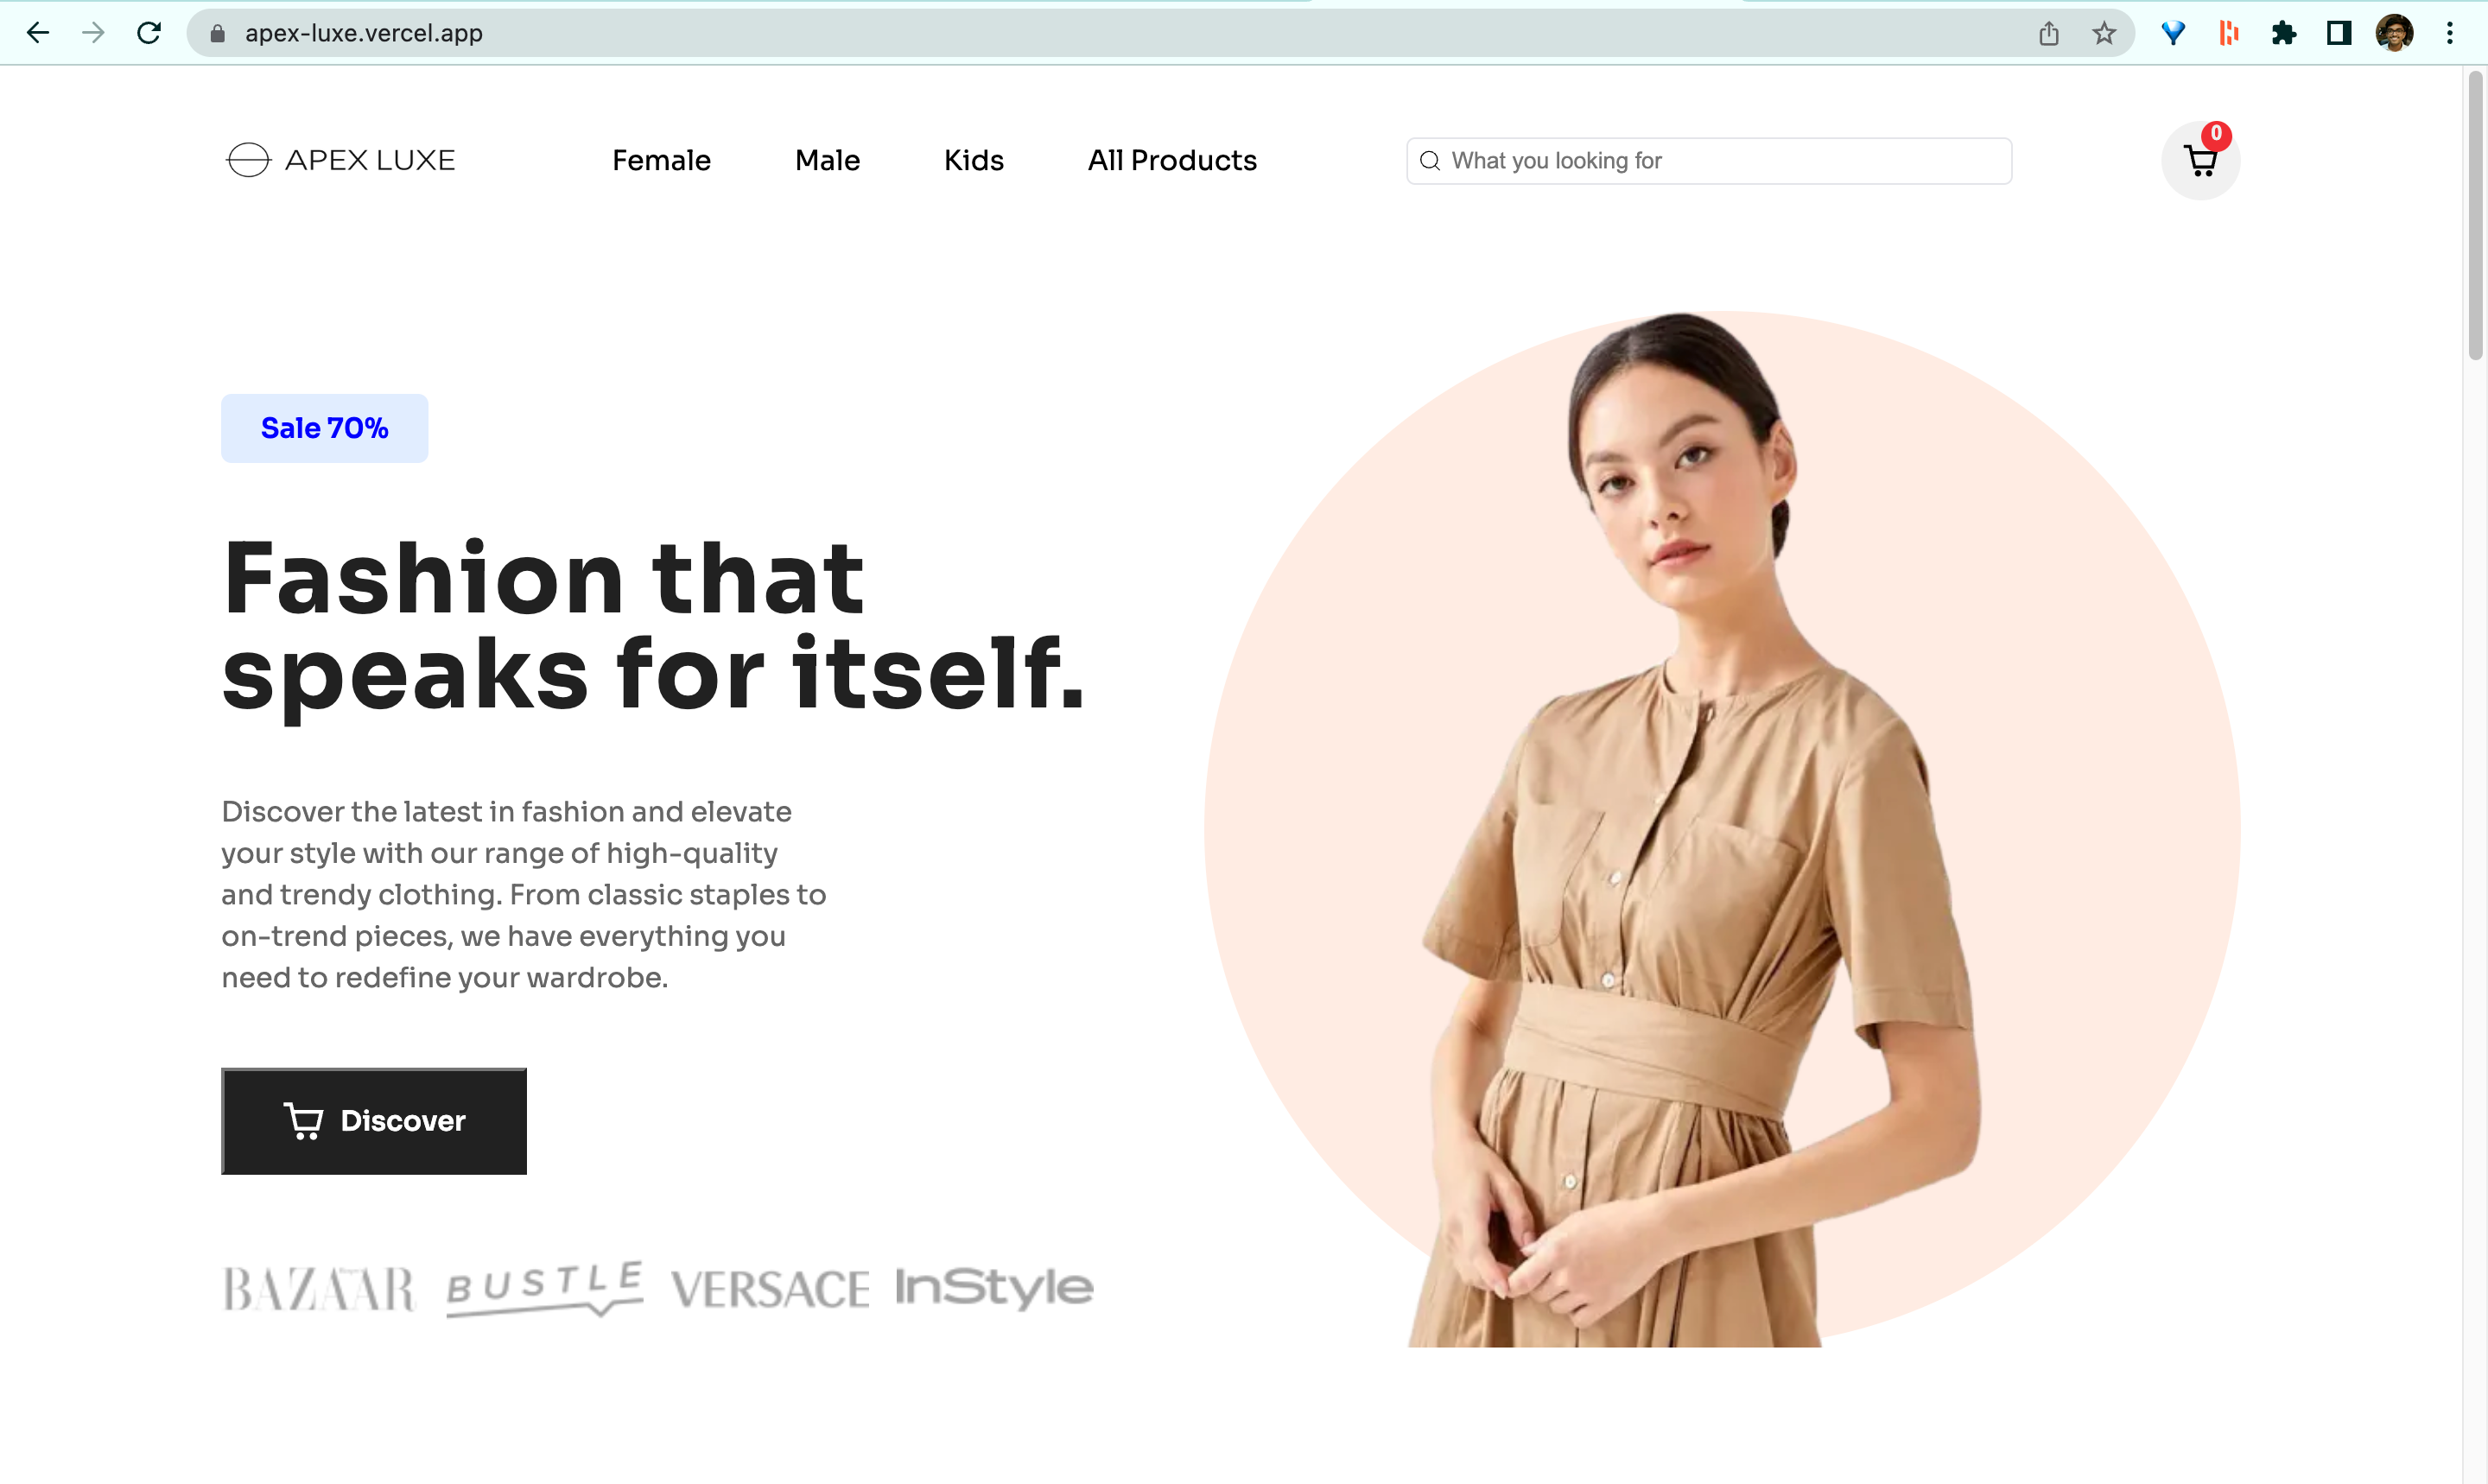 apex-luxe.vercel.app
APEX LUXE
Female
Male
Kids
All Products
What you looking for
0
Sale 70%
Fashion that
speaks for itself.
Discover the latest in fashion and elevate
your style with our range of high-quality
and trendy clothing. From classic staples to
on-trend pieces, we have everything you
need to redefine your wardrobe.
Discover
BAZAAR
BUSTLE
VERSACE
InStyle